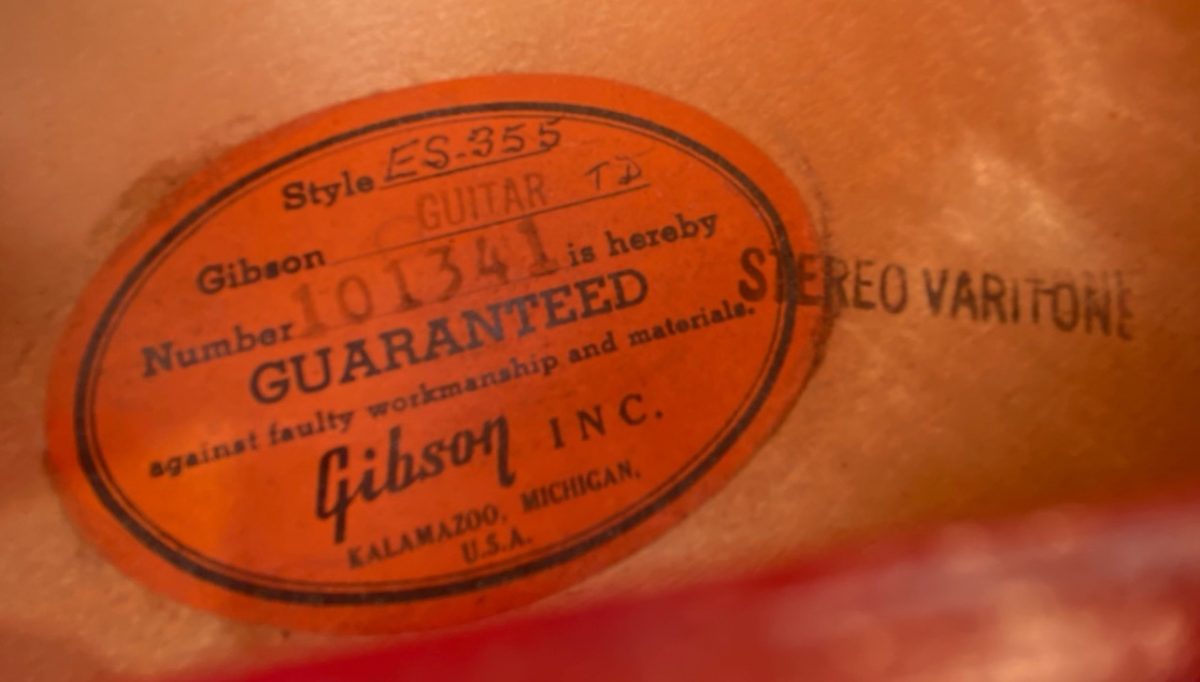 Style ES-355
Gibson GUITAR TD
Number 101341 is hereby
GUARANTEED
against faulty workmanship and materials.
Gibson INC.
KALAMAZOO, MICHIGAN,
U.S.A.
STEREO VARITONE